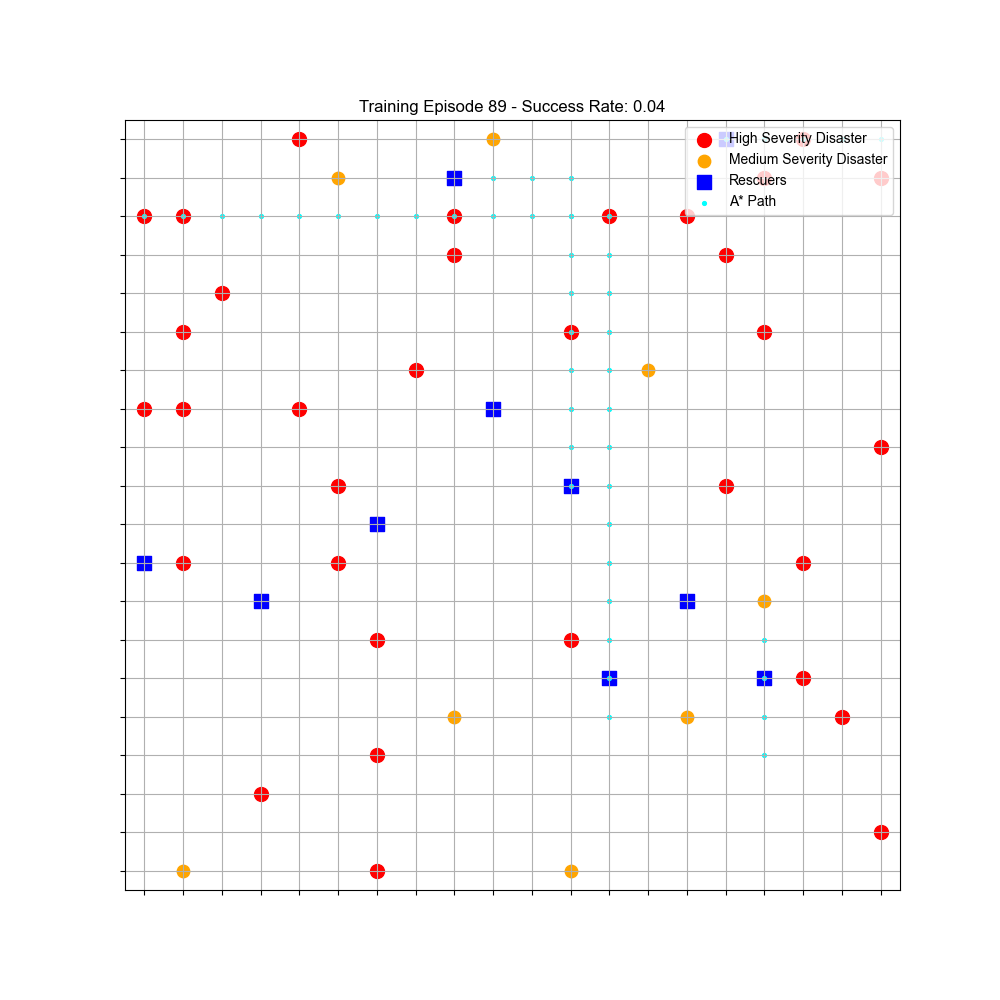 Training Episode 89 - Success Rate: 0.04
High Severity Disaster
Medium Severity Disaster
Rescuers
A* Path